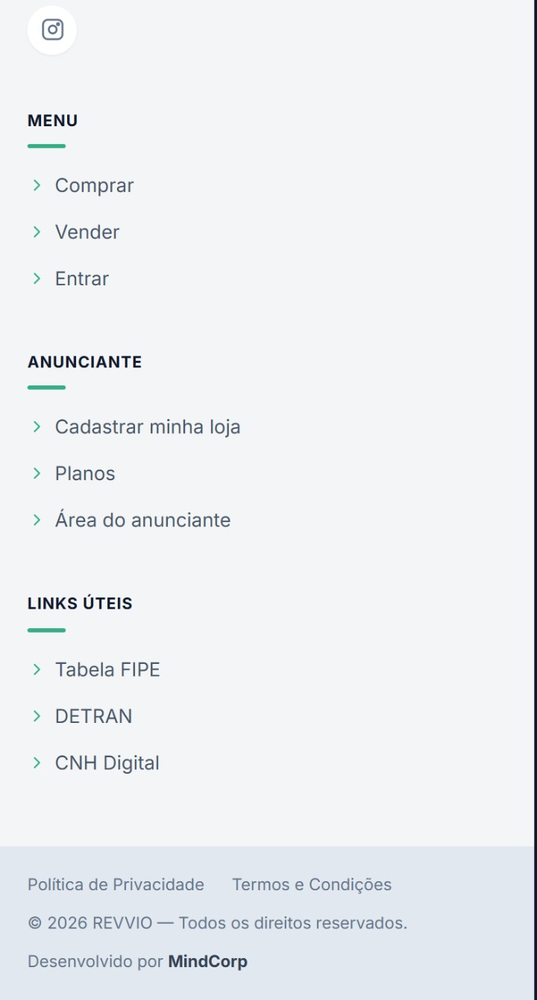 MENU
Comprar
Vender
Entrar
ANUNCIANTE
Cadastrar minha loja
Planos
Área do anunciante
LINKS ÚTEIS
Tabela FIPE
DETRAN
CNH Digital
Política de Privacidade Termos e Condições
© 2026 REVVIO — Todos os direitos reservados.
Desenvolvido por MindCorp